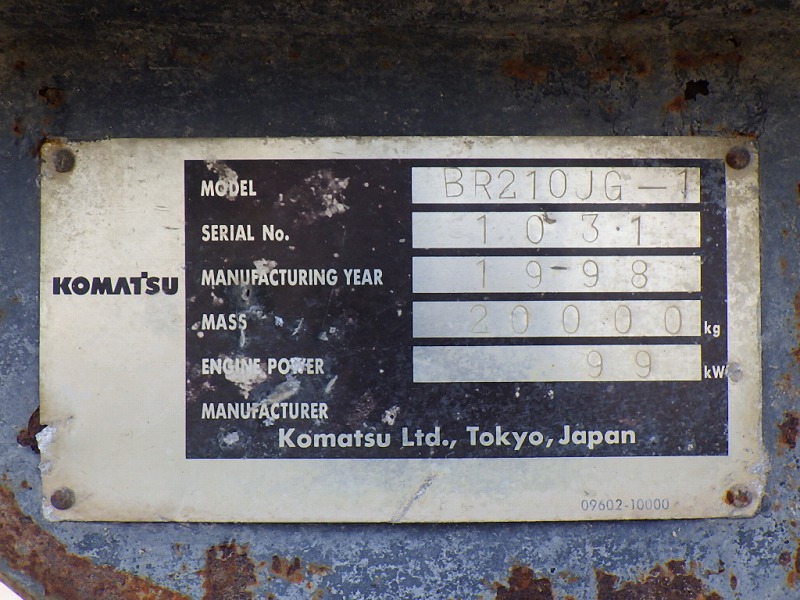 KOMATSU
MODEL BR210JG-1
SERIAL No. 1031
MANUFACTURING YEAR 1998
MASS 20000 kg
ENGINE POWER 99 kW
MANUFACTURER
Komatsu Ltd., Tokyo, Japan
09602-10000